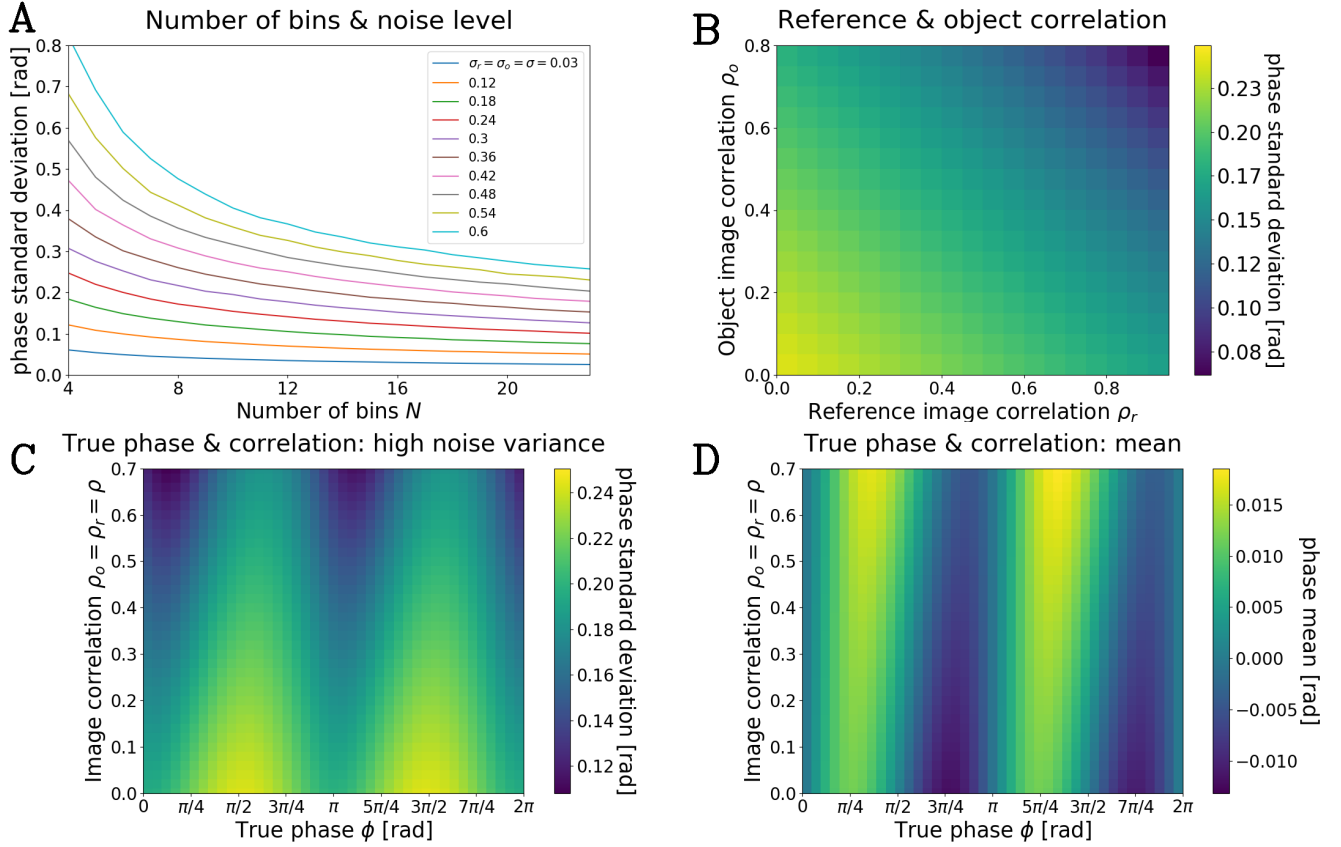 A
Number of bins & noise level
phase standard deviation [rad]
0.8
0.7
0.6
0.5
0.4
0.3
0.2
0.1
0.0
4
8
12
16
20
Number of bins N
σr = σo = σ = 0.03
0.12
0.18
0.24
0.3
0.36
0.42
0.48
0.54
0.6
B
Reference & object correlation
Object image correlation ρo
0.8
0.6
0.4
0.2
0.0
0.0
0.2
0.4
0.6
0.8
Reference image correlation ρr
0.23
0.20
0.17
0.15
0.12
0.10
0.08
phase standard deviation [rad]
C
True phase & correlation: high noise variance
Image correlation ρo = ρr = ρ
0.7
0.6
0.5
0.4
0.3
0.2
0.1
0.0
0
π/4
π/2
3π/4
π
5π/4
3π/2
7π/4
2π
True phase ϕ [rad]
0.24
0.22
0.20
0.18
0.16
0.14
0.12
phase standard deviation [rad]
D
True phase & correlation: mean
Image correlation ρo = ρr = ρ
0.7
0.6
0.5
0.4
0.3
0.2
0.1
0.0
0
π/4
π/2
3π/4
π
5π/4
3π/2
7π/4
2π
True phase ϕ [rad]
0.015
0.010
0.005
0.000
−0.005
−0.010
phase mean [rad]